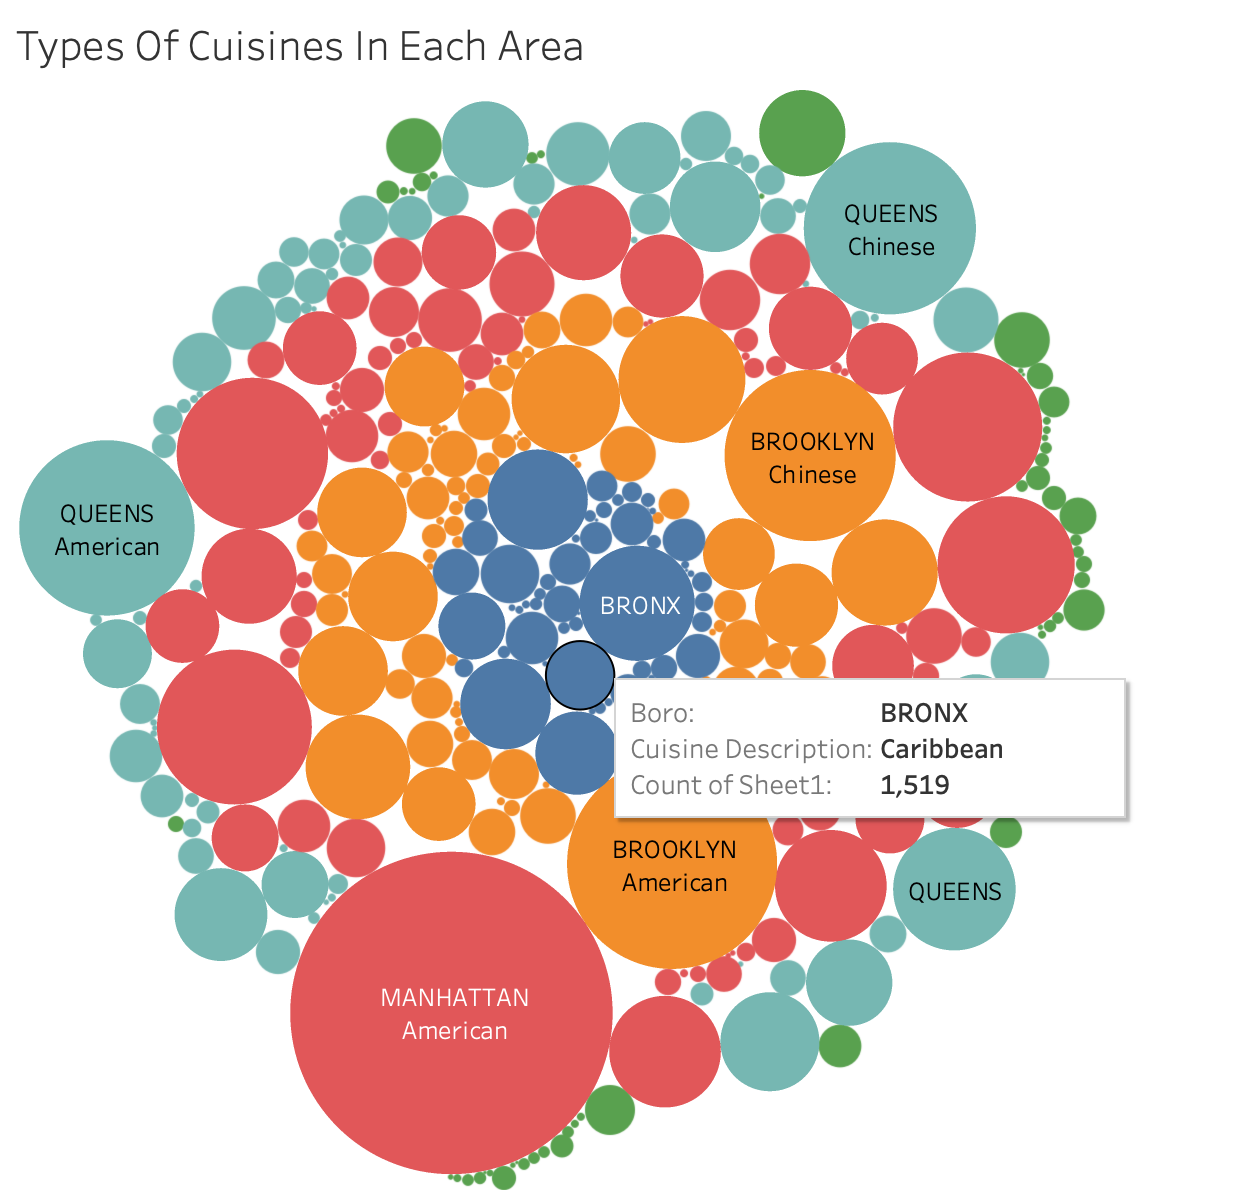 Types Of Cuisines In Each Area
QUEENS
Chinese
BROOKLYN
Chinese
QUEENS
American
BRONX
Boro: BRONX
Cuisine Description: Caribbean
Count of Sheet1: 1,519
BROOKLYN
American
QUEENS
MANHATTAN
American